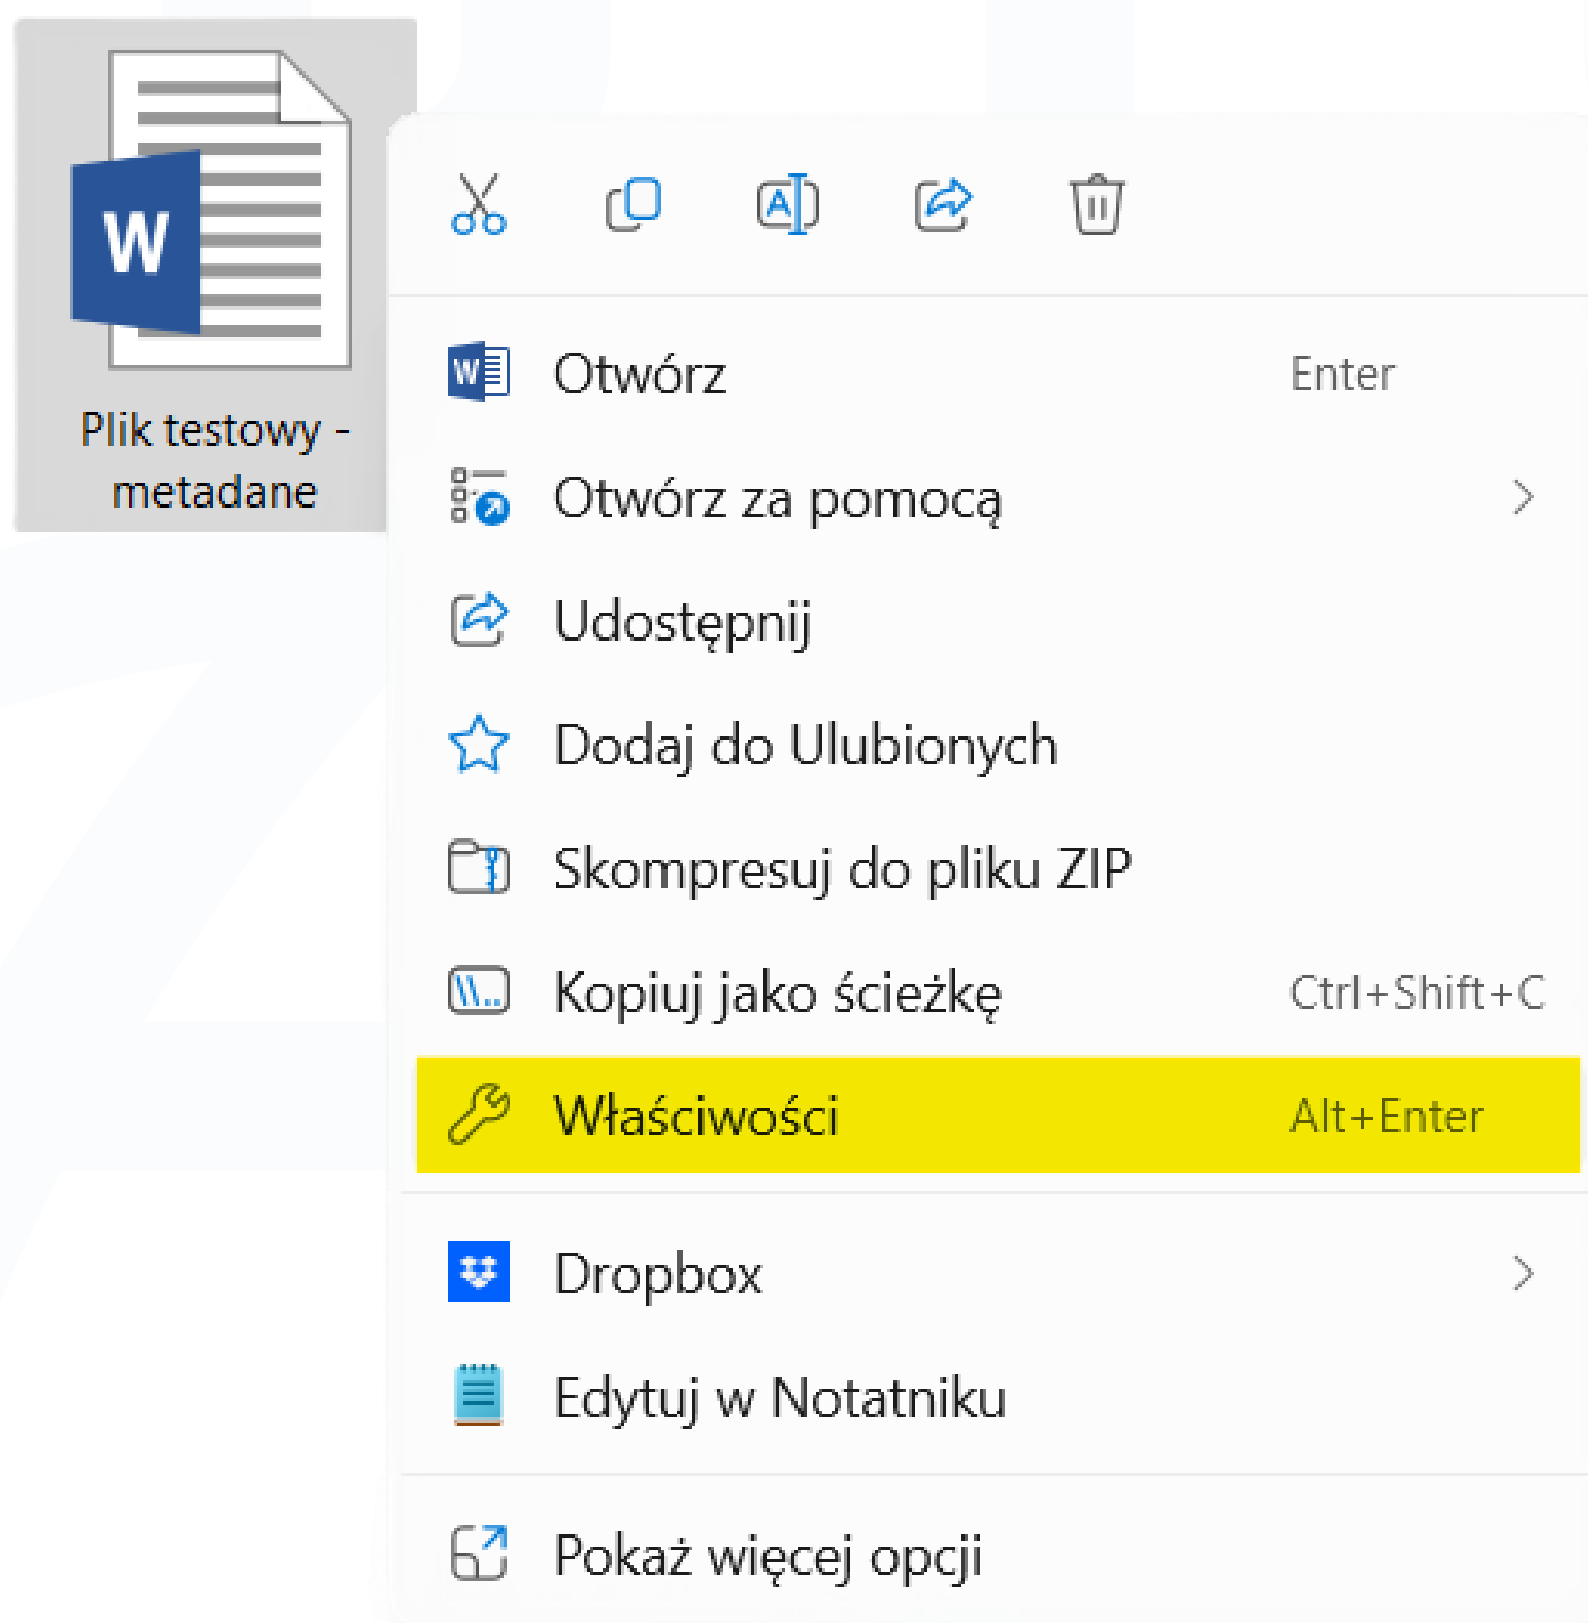 W
Plik testowy -
metadane
A
W
Otwórz Enter
Otwórz za pomocą
Udostępnij
Dodaj do Ulubionych
Skompresuj do pliku ZIP
\\.. Kopiuj jako ścieżkę Ctrl+Shift+C
Właściwości Alt+Enter
Dropbox
Edytuj w Notatniku
Pokaż więcej opcji